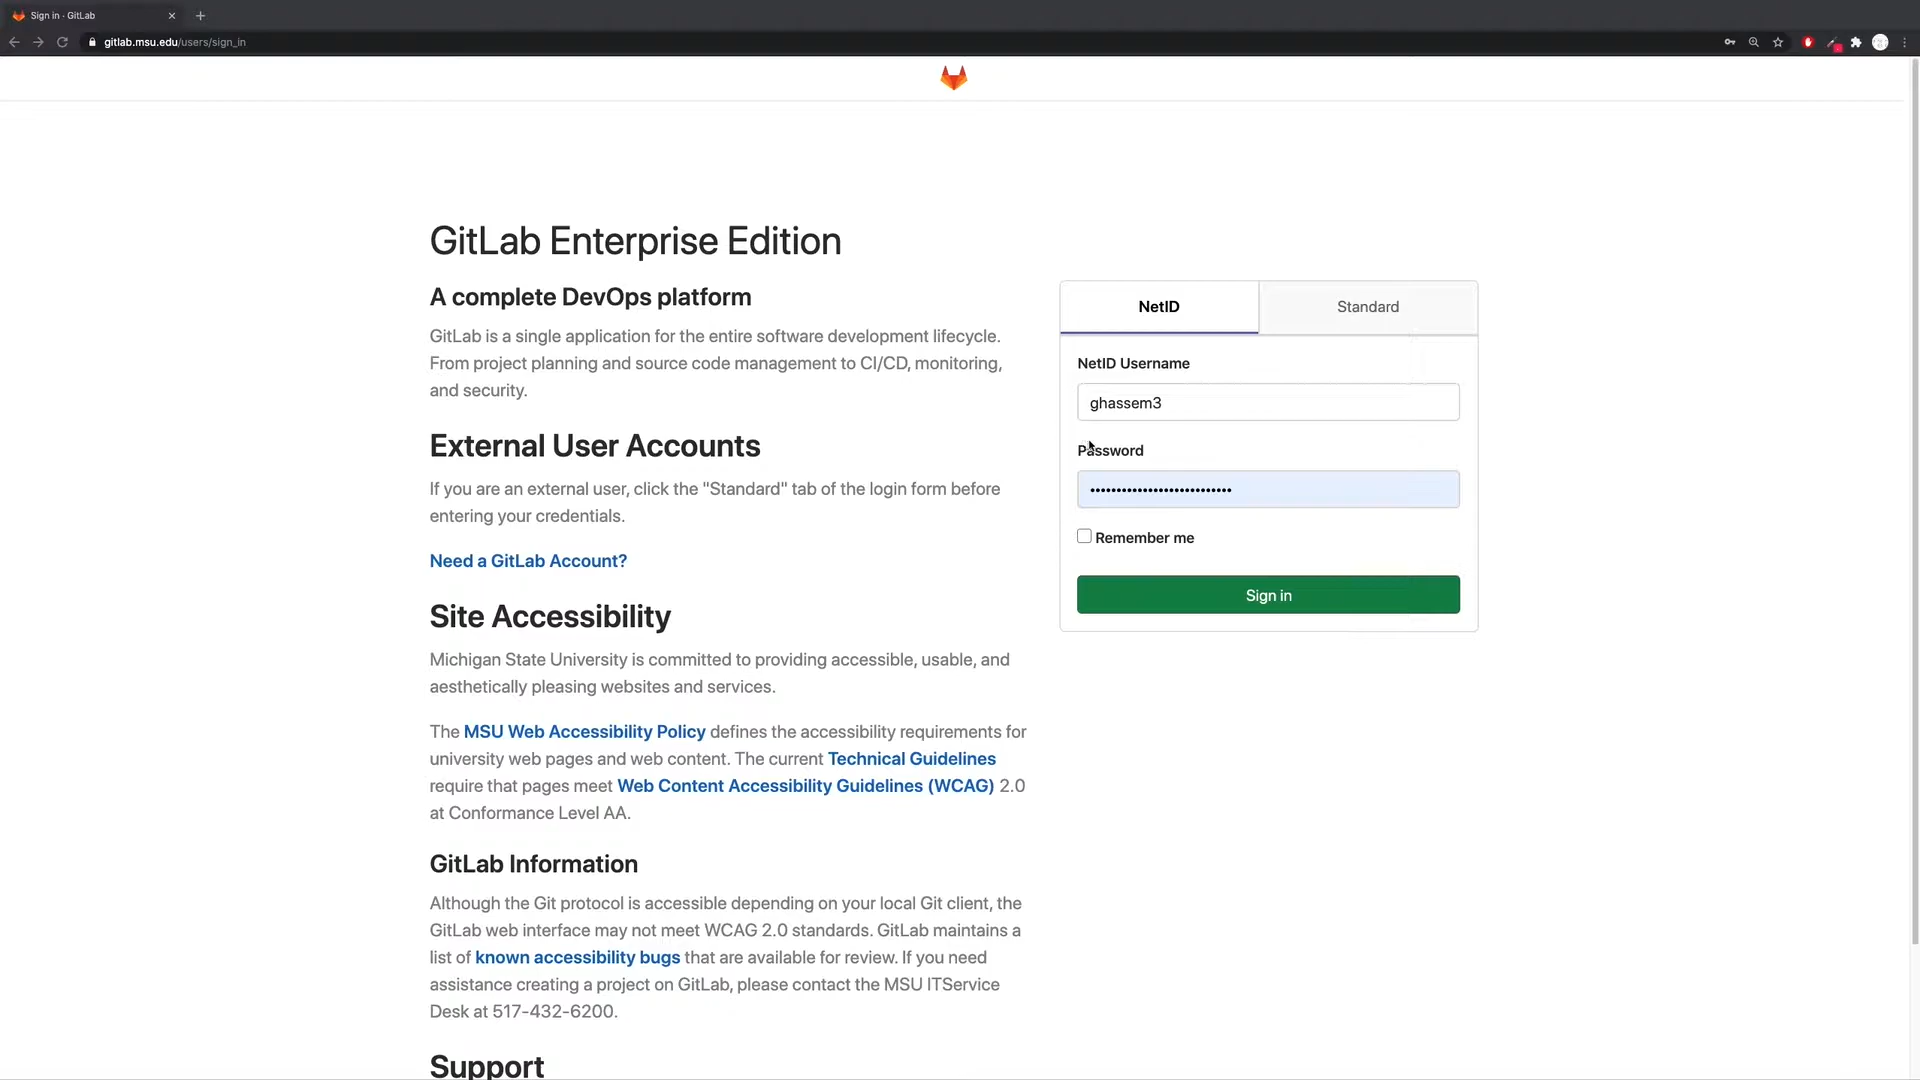 Sign in · GitLab
gitlab.msu.edu/users/sign_in
GitLab Enterprise Edition
A complete DevOps platform
GitLab is a single application for the entire software development lifecycle.
From project planning and source code management to CI/CD, monitoring,
and security.
External User Accounts
If you are an external user, click the "Standard" tab of the login form before
entering your credentials.
Need a GitLab Account?
Site Accessibility
Michigan State University is committed to providing accessible, usable, and
aesthetically pleasing websites and services.
The MSU Web Accessibility Policy defines the accessibility requirements for
university web pages and web content. The current Technical Guidelines
require that pages meet Web Content Accessibility Guidelines (WCAG) 2.0
at Conformance Level AA.
GitLab Information
Although the Git protocol is accessible depending on your local Git client, the
GitLab web interface may not meet WCAG 2.0 standards. GitLab maintains a
list of known accessibility bugs that are available for review. If you need
assistance creating a project on GitLab, please contact the MSU ITService
Desk at 517-432-6200.
Support
NetID
Standard
NetID Username
ghassem3
Password
•••••••••••••••••••••••••••
Remember me
Sign in